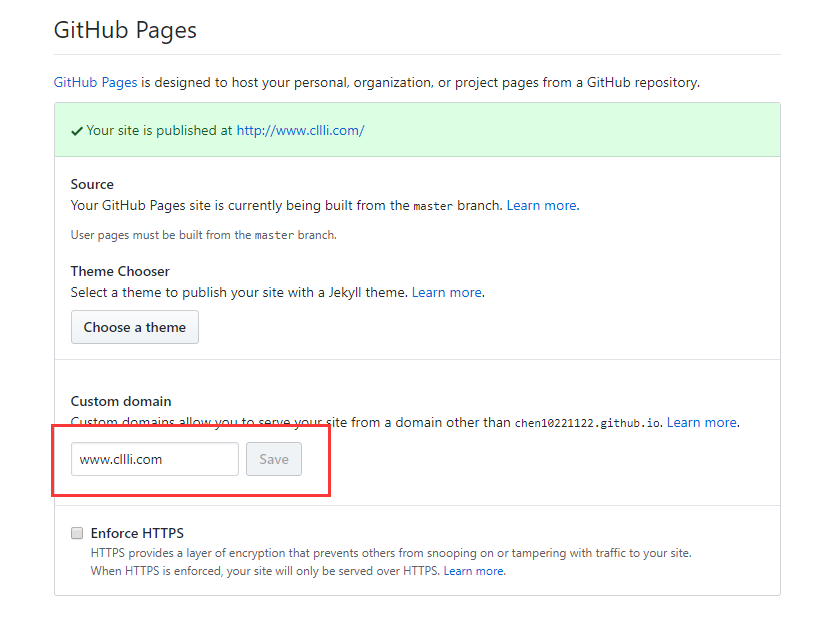 GitHub Pages
GitHub Pages is designed to host your personal, organization, or project pages from a GitHub repository.
Your site is published at http://www.cllli.com/
Source
Your GitHub Pages site is currently being built from the master branch. Learn more.
User pages must be built from the master branch.
Theme Chooser
Select a theme to publish your site with a Jekyll theme. Learn more.
Choose a theme
Custom domain
Custom domains allow you to serve your site from a domain other than chen10221122.github.io. Learn more.
www.cllli.com Save
Enforce HTTPS
HTTPS provides a layer of encryption that prevents others from snooping on or tampering with traffic to your site.
When HTTPS is enforced, your site will only be served over HTTPS. Learn more.